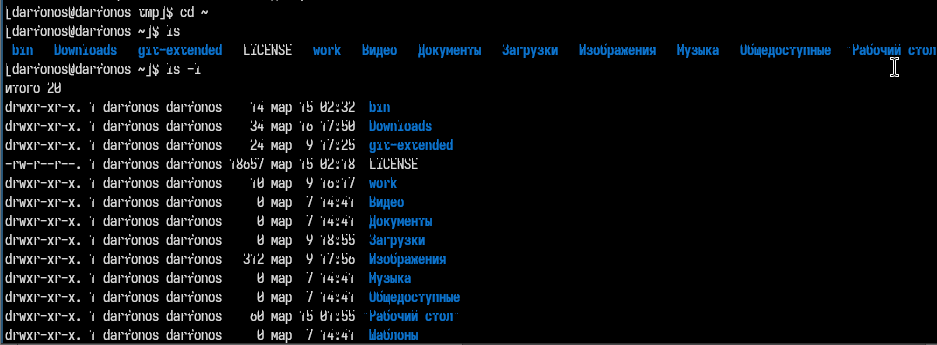 [darfonos@darfonos tmp]$ cd ~
[darfonos@darfonos ~]$ ls
bin Downloads git-extended LICENSE work Видео Документы Загрузки Изображения Музыка Общедоступные 'Рабочий стол
[darfonos@darfonos ~]$ ls -l
итого 20
drwxr-xr-x. 1 darfonos darfonos 14 мар 15 02:32 bin
drwxr-xr-x. 1 darfonos darfonos 34 мар 16 17:50 Downloads
drwxr-xr-x. 1 darfonos darfonos 24 мар 9 17:25 git-extended
-rw-r--r--. 1 darfonos darfonos 18657 мар 15 02:18 LICENSE
drwxr-xr-x. 1 darfonos darfonos 10 мар 9 16:17 work
drwxr-xr-x. 1 darfonos darfonos 0 мар 7 14:41 Видео
drwxr-xr-x. 1 darfonos darfonos 0 мар 7 14:41 Документы
drwxr-xr-x. 1 darfonos darfonos 0 мар 9 18:55 Загрузки
drwxr-xr-x. 1 darfonos darfonos 312 мар 9 17:56 Изображения
drwxr-xr-x. 1 darfonos darfonos 0 мар 7 14:41 Музыка
drwxr-xr-x. 1 darfonos darfonos 0 мар 7 14:41 Общедоступные
drwxr-xr-x. 1 darfonos darfonos 60 мар 15 01:55 'Рабочий стол'
drwxr-xr-x. 1 darfonos darfonos 0 мар 7 14:41 Шаблоны